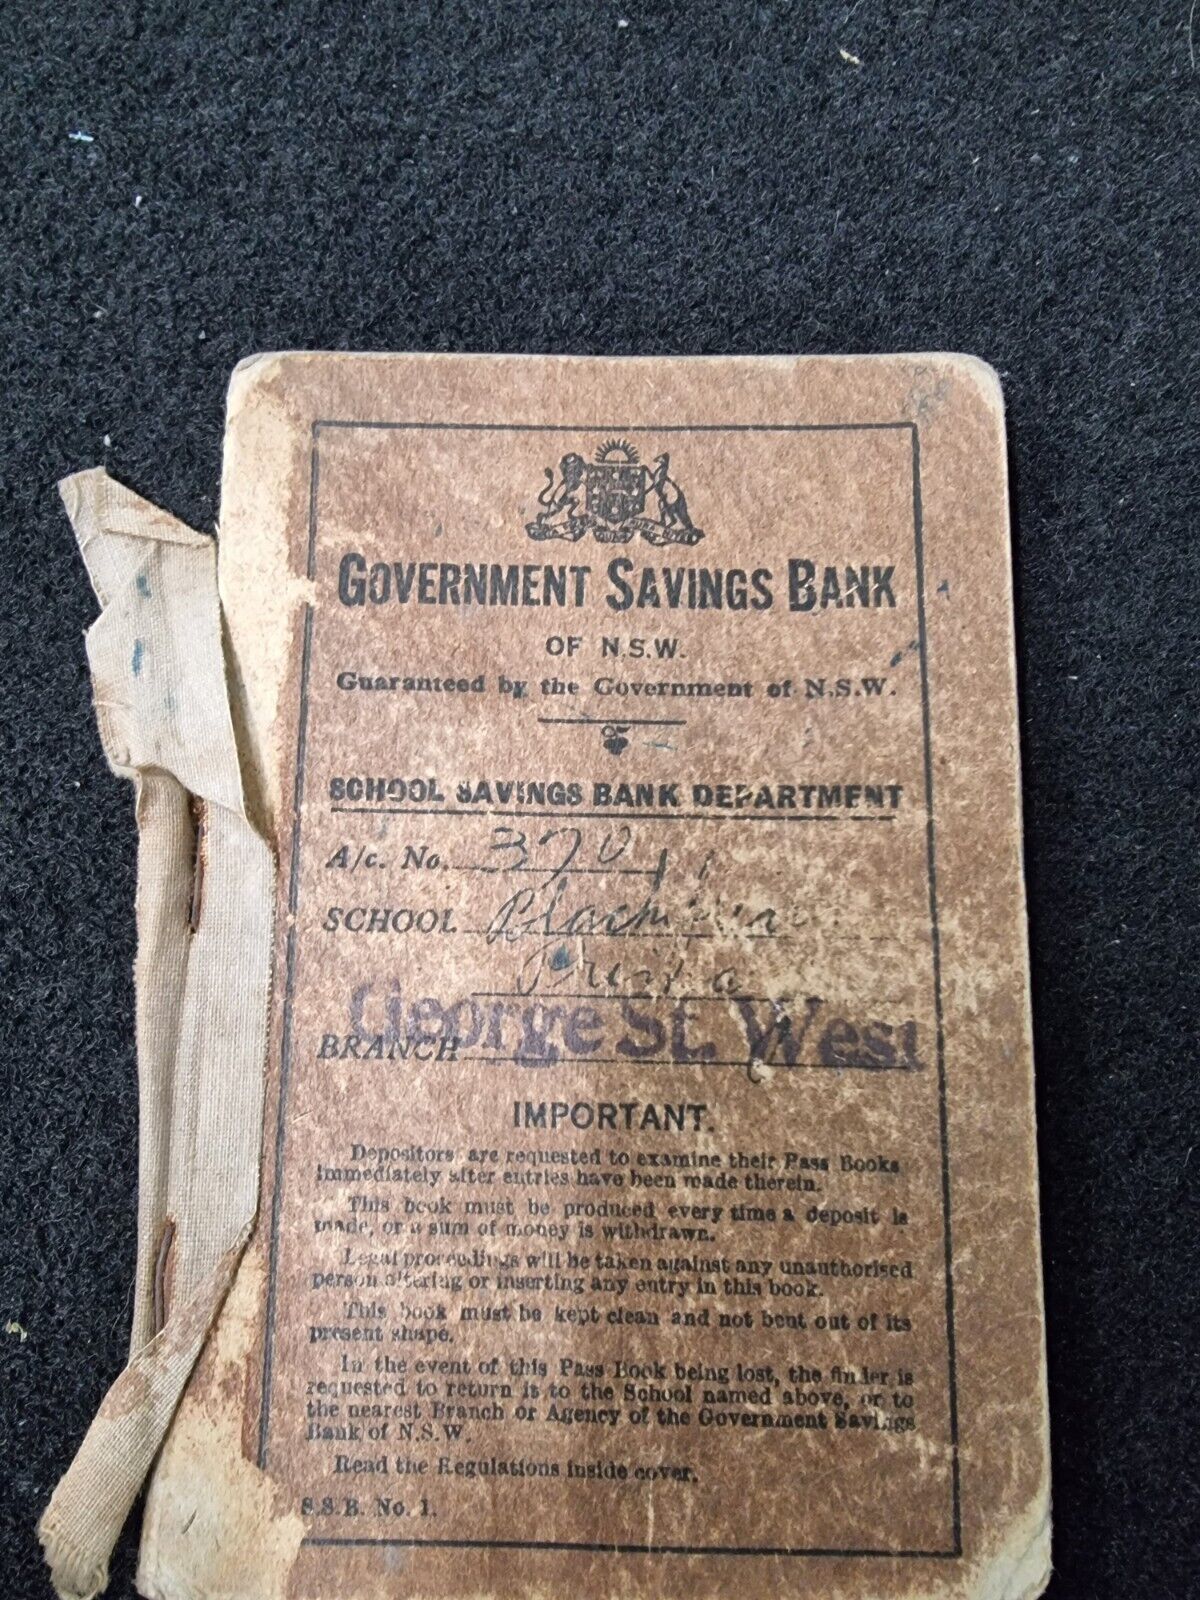 GOVERNMENT SAVINGS BANK
OF N.S.W.
Guaranteed by the Government of N.S.W.
SCHOOL SAVINGS BANK DEPARTMENT
A/c. No. 370
SCHOOL
BRANCH George St. West
IMPORTANT.
Depositors are requested to examine their Pass Books
immediately after entries have been made therein.
This book must be produced every time a deposit is
made, or a sum of money is withdrawn.
Legal proceedings will be taken against any unauthorised
person altering or inserting any entry in this book.
This book must be kept clean and not bent out of its
present shape.
In the event of this Pass Book being lost, the finder is
requested to return it to the School named above, or to
the nearest Branch or Agency of the Government Savings
Bank of N.S.W.
Read the Regulations inside cover.
S.S.B. No. 1.